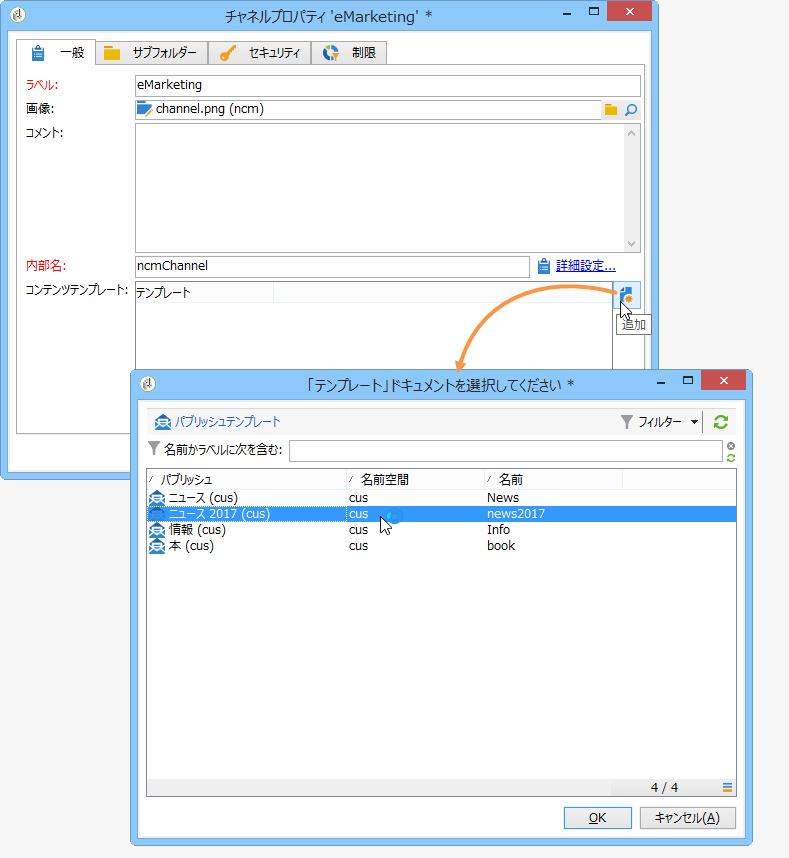 チャネルプロパティ 'eMarketing' *
一般 サブフォルダー セキュリティ 制限
ラベル: eMarketing
画像: channel.png (ncm)
コメント:
内部名: ncmChannel 詳細設定...
コンテンツテンプレート: テンプレート
追加
「テンプレート」ドキュメントを選択してください *
パブリッシュテンプレート フィルター
名前かラベルに次を含む:
パブリッシュ 名前空間 名前
ニュース (cus) cus News
ニュース 2017 (cus) cus news2017
情報 (cus) cus Info
本 (cus) cus book
4 / 4
OK キャンセル(A)